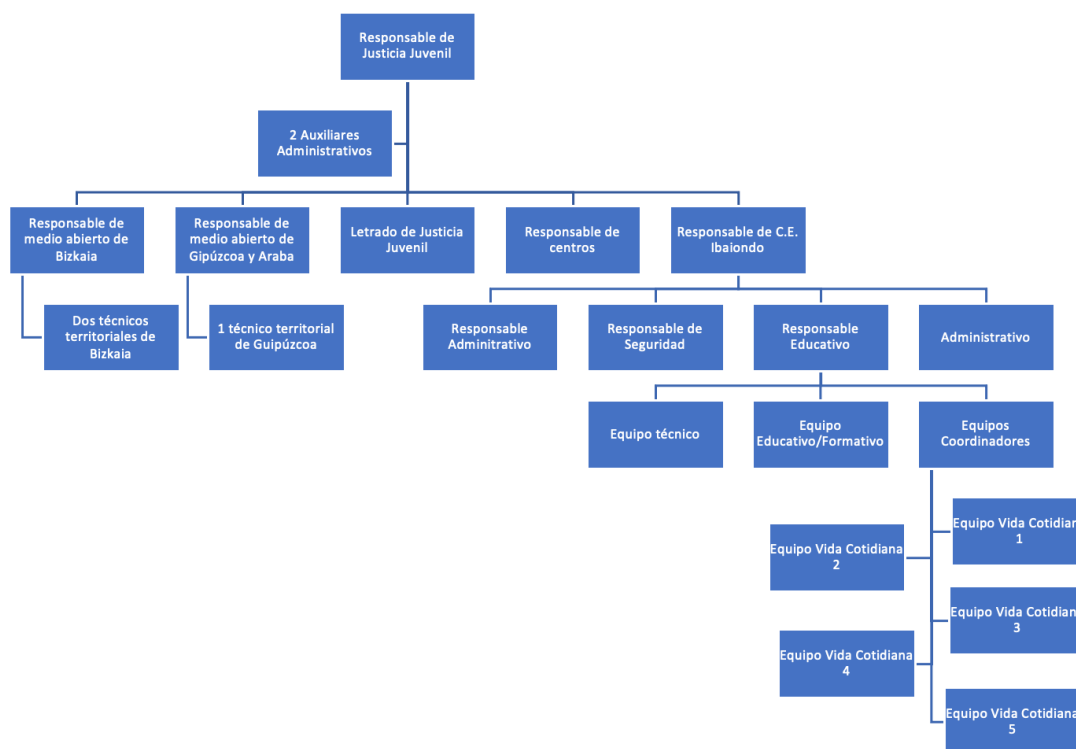 Responsable de
Justicia Juvenil
2 Auxiliares
Administrativos
Responsable de
medio abierto de
Bizkaia
Responsable de
medio abierto de
Gipúzcoa y Araba
Letrado de Justicia
Juvenil
Responsable de
centros
Responsable de C.E.
Ibaiondo
Dos técnicos
territoriales de
Bizkaia
1 técnico territorial
de Guipúzcoa
Responsable
Adminitrativo
Responsable de
Seguridad
Responsable
Educativo
Administrativo
Equipo técnico
Equipo
Educativo/Formativo
Equipos
Coordinadores
Equipo Vida Cotidiana
1
Equipo Vida Cotidiana
2
Equipo Vida Cotidiana
3
Equipo Vida Cotidiana
4
Equipo Vida Cotidiana
5